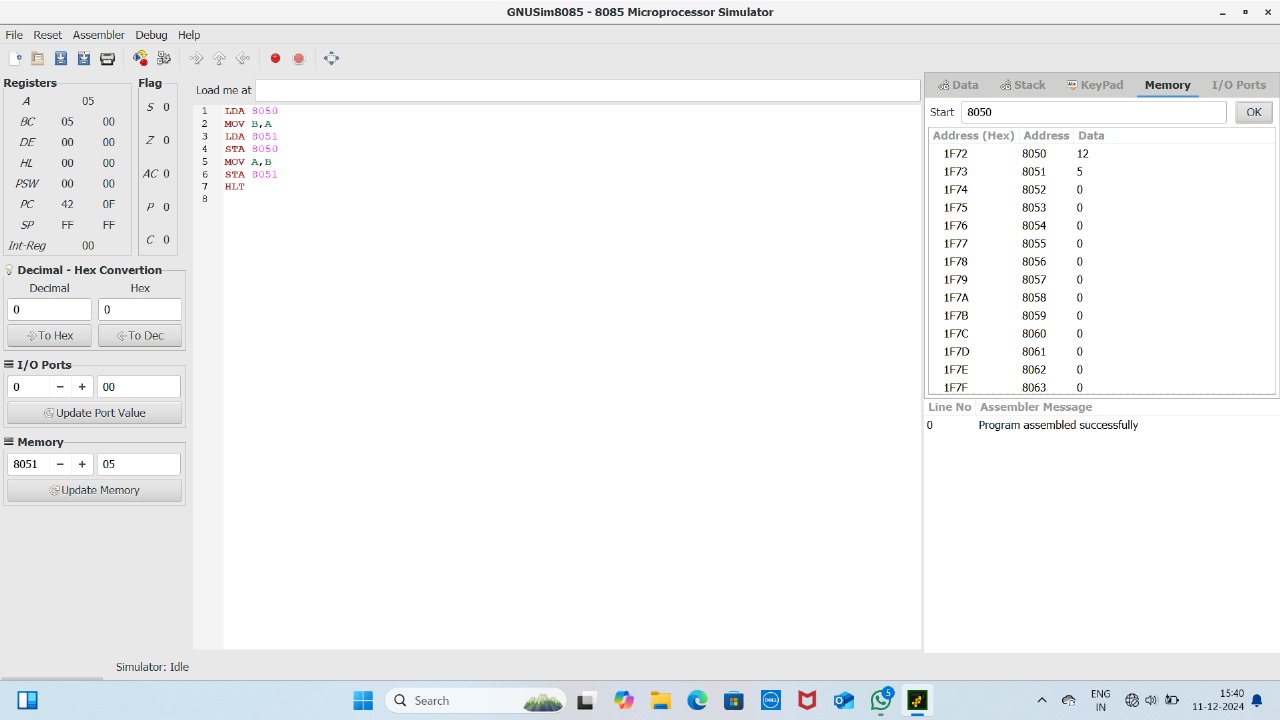 GNUSim8085 - 8085 Microprocessor Simulator
File Reset Assembler Debug Help
Registers
A 05
BC 05 00
DE 00 00
HL 00 00
PSW 00 00
PC 42 0F
SP FF FF
Int-Reg 00
Flag
S 0
Z 0
AC 0
P 0
C 0
Decimal - Hex Convertion
Decimal Hex
0 0
To Hex To Dec
I/O Ports
0 − + 00
Update Port Value
Memory
8051 − + 05
Update Memory
Load me at
1 LDA 8050
2 MOV B,A
3 LDA 8051
4 STA 8050
5 MOV A,B
6 STA 8051
7 HLT
8
Data Stack KeyPad Memory I/O Ports
Start 8050 OK
Address (Hex) Address Data
1F72 8050 12
1F73 8051 5
1F74 8052 0
1F75 8053 0
1F76 8054 0
1F77 8055 0
1F78 8056 0
1F79 8057 0
1F7A 8058 0
1F7B 8059 0
1F7C 8060 0
1F7D 8061 0
1F7E 8062 0
1F7F 8063 0
Line No Assembler Message
0 Program assembled successfully
Simulator: Idle
Search
DELL
5
ENG
IN
15:40
11-12-2024